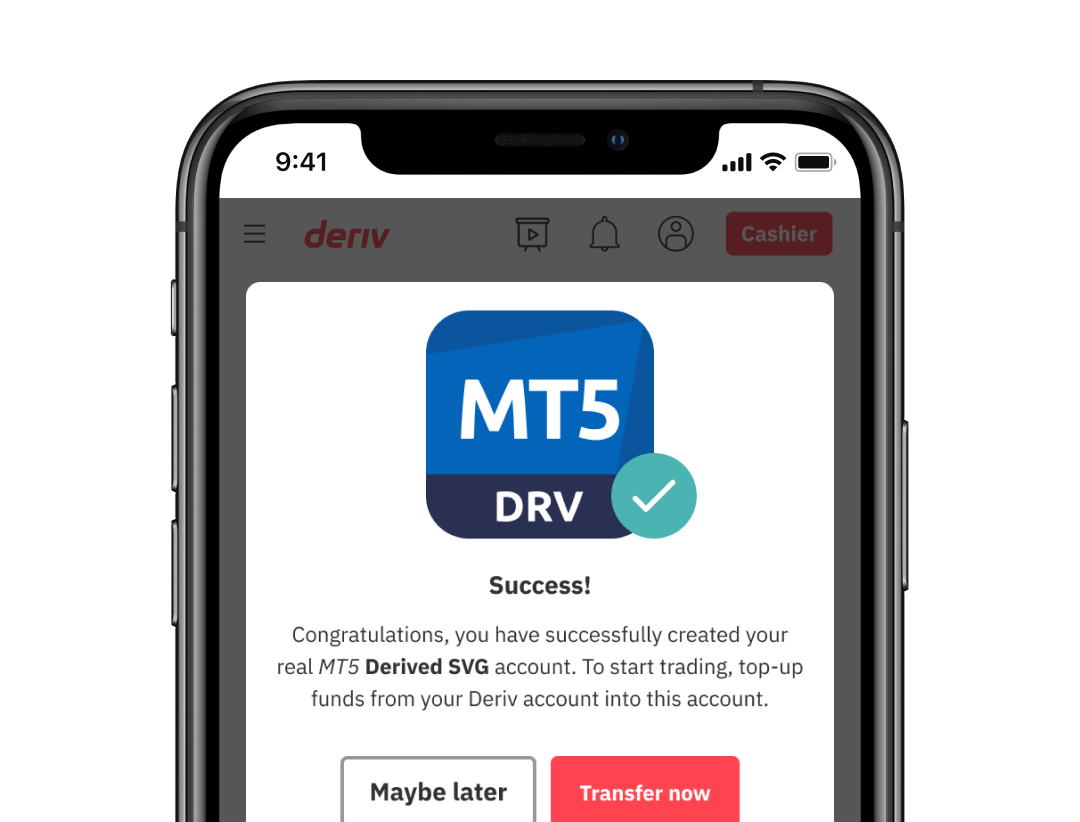 9:41
deriv
Cashier
MT5
DRV
Success!
Congratulations, you have successfully created your
real MT5 Derived SVG account. To start trading, top-up
funds from your Deriv account into this account.
Maybe later
Transfer now